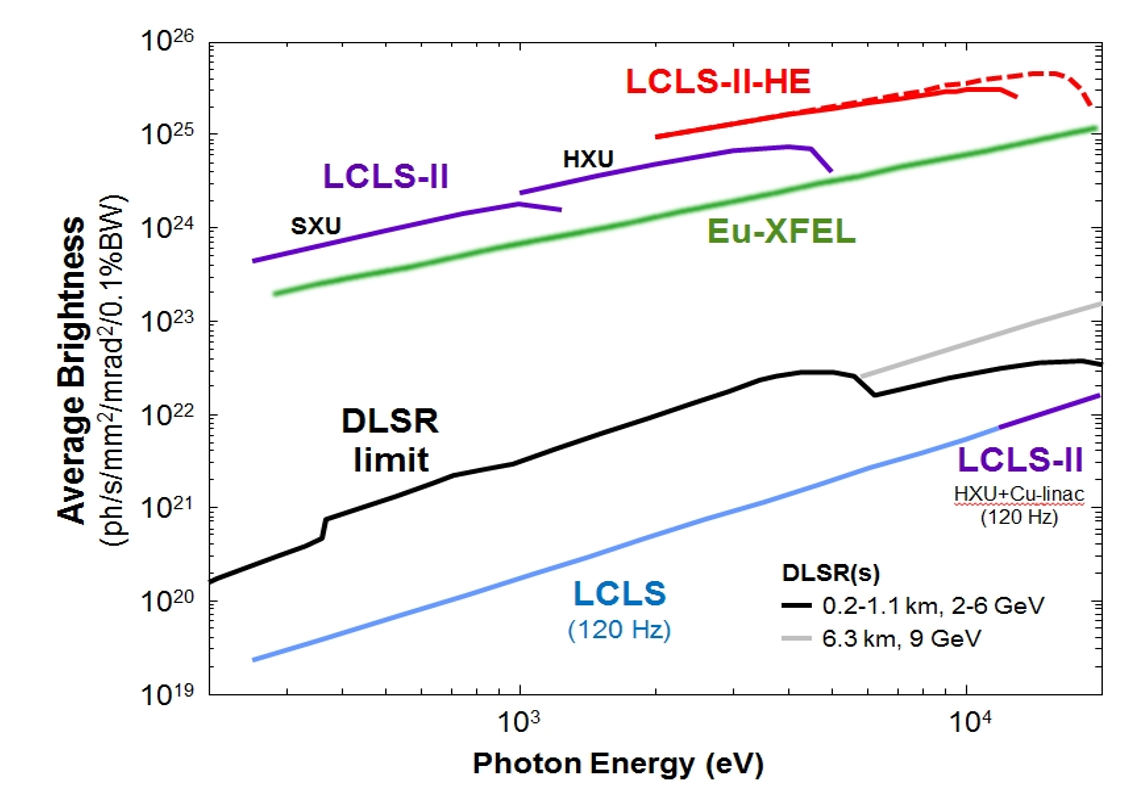 10²⁶
10²⁵
10²⁴
10²³
10²²
10²¹
10²⁰
10¹⁹
Average Brightness
(ph/s/mm²/mrad²/0.1%BW)
LCLS-II-HE
LCLS-II
HXU
SXU
Eu-XFEL
DLSR
limit
LCLS-II
HXU+Cu-linac
(120 Hz)
LCLS
(120 Hz)
DLSR(s)
0.2-1.1 km, 2-6 GeV
6.3 km, 9 GeV
10³
10⁴
Photon Energy (eV)